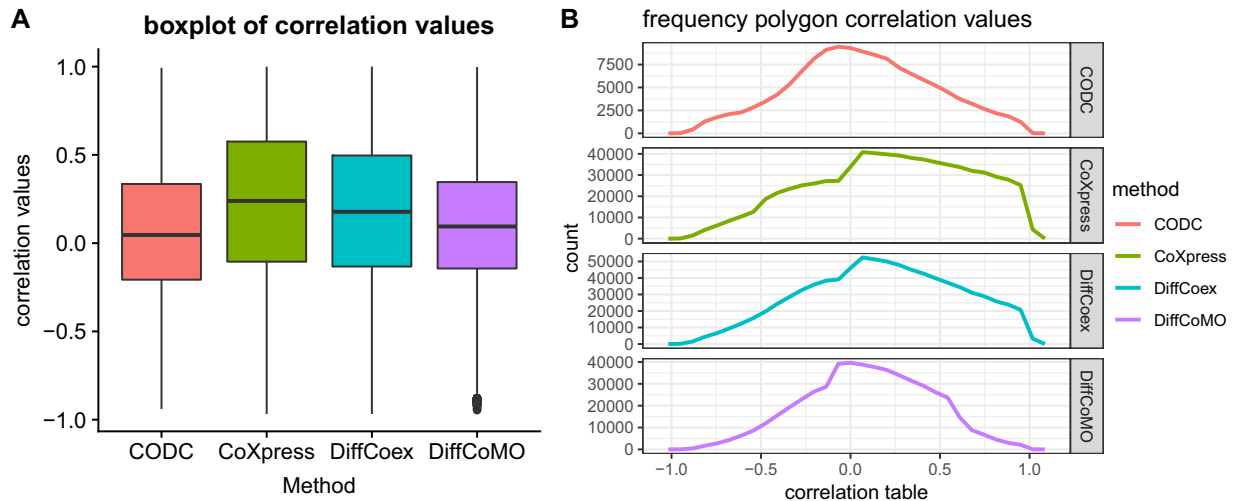 A
boxplot of correlation values
correlation values
1.0
0.5
0.0
−0.5
−1.0
CODC CoXpress DiffCoex DiffCoMO
Method
B
frequency polygon correlation values
count
7500
5000
2500
0
CODC
40000
30000
20000
10000
0
CoXpress
50000
40000
30000
20000
10000
0
DiffCoex
40000
30000
20000
10000
0
DiffCoMO
−1.0 −0.5 0.0 0.5 1.0
correlation table
method
CODC
CoXpress
DiffCoex
DiffCoMO